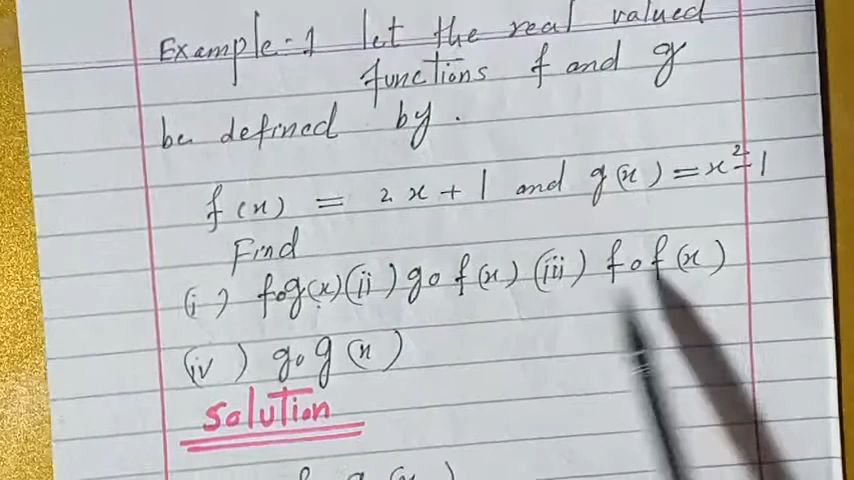 Example:-1 let the real valued
functions f and g
be defined by.
f(x) = 2x+1 and g(x) = x²-1
Find
(i) fog(x) (ii) gof(x) (iii) fof(x)
(iv) gog(x)
Solution